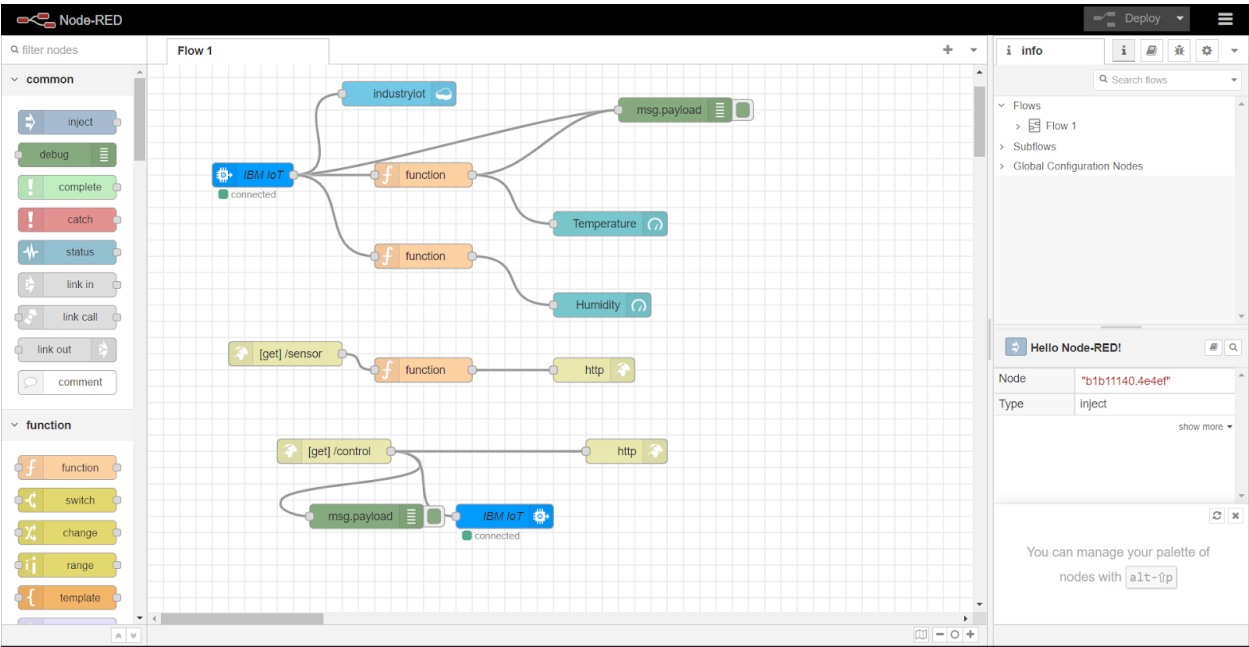 Node-RED
Deploy
filter nodes
Flow 1
i info
i
Search flows
common
inject
debug
complete
catch
status
link in
link call
link out
comment
function
function
switch
change
range
template
industryiot
msg.payload
IBM IoT
connected
function
Temperature
function
Humidity
[get] /sensor
function
http
[get] /control
http
msg.payload
IBM IoT
connected
Flows
Flow 1
Subflows
Global Configuration Nodes
Hello Node-RED!
Node "b1b11140.4e4ef"
Type inject
show more
You can manage your palette of
nodes with alt-⇧p